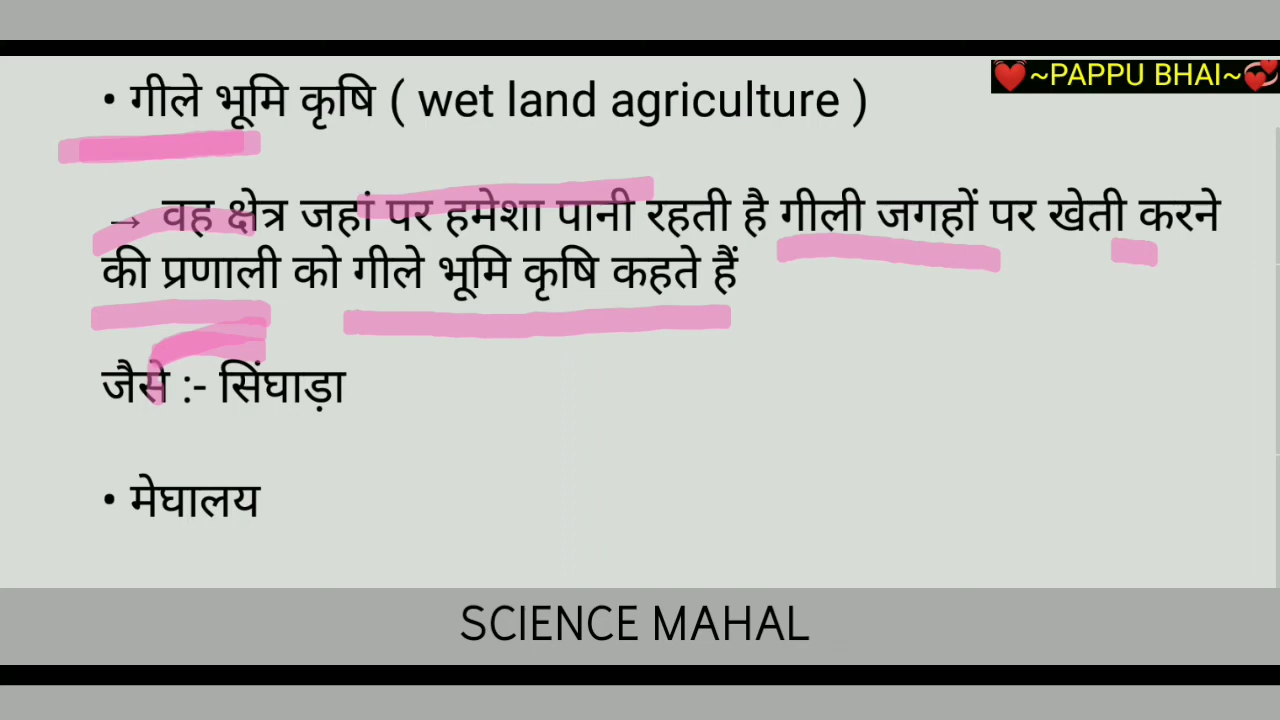 ~PAPPU BHAI~
• गीले भूमि कृषि ( wet land agriculture )
→ वह क्षेत्र जहां पर हमेशा पानी रहती है गीली जगहों पर खेती करने
की प्रणाली को गीले भूमि कृषि कहते हैं
जैसे :- सिंघाड़ा
• मेघालय
SCIENCE MAHAL